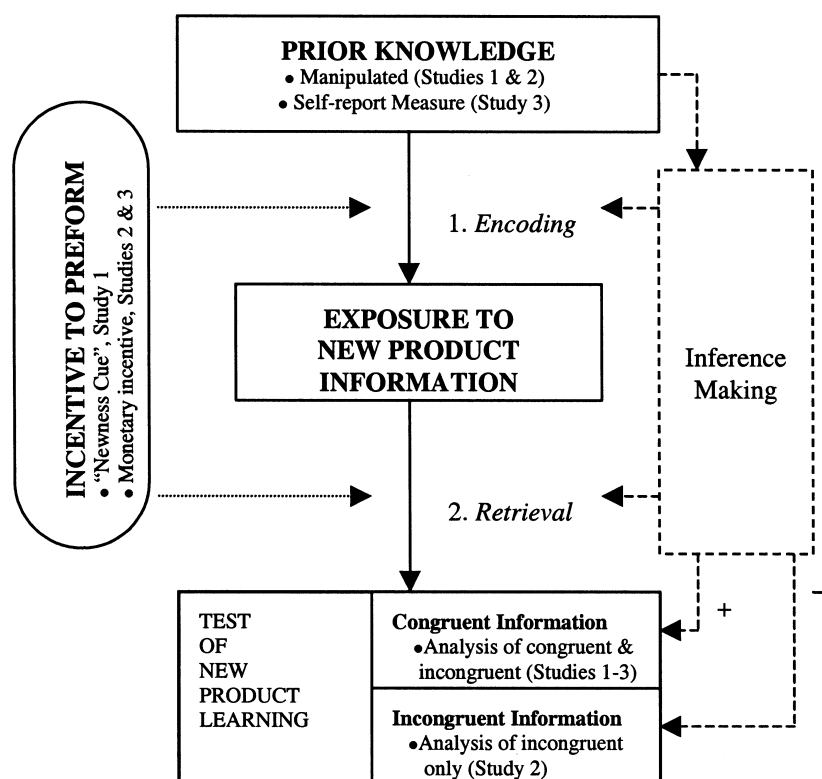 PRIOR KNOWLEDGE
• Manipulated (Studies 1 & 2)
• Self-report Measure (Study 3)
INCENTIVE TO PREFORM
• “Newness Cue”, Study 1
• Monetary incentive, Studies 2 & 3
1. Encoding
EXPOSURE TO
NEW PRODUCT
INFORMATION
Inference
Making
2. Retrieval
+
–
TEST
OF
NEW
PRODUCT
LEARNING
Congruent Information
•Analysis of congruent &
incongruent (Studies 1-3)
Incongruent Information
•Analysis of incongruent
only (Study 2)